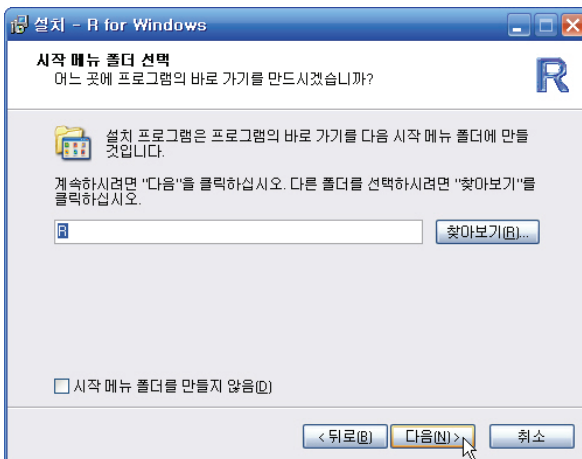 설치 - R for Windows
시작 메뉴 폴더 선택
어느 곳에 프로그램의 바로 가기를 만드시겠습니까?
R
설치 프로그램은 프로그램의 바로 가기를 다음 시작 메뉴 폴더에 만들
것입니다.
계속하시려면 "다음"을 클릭하십시오. 다른 폴더를 선택하시려면 "찾아보기"를
클릭하십시오.
R
찾아보기(R)...
시작 메뉴 폴더를 만들지 않음(D)
< 뒤로(B) 다음(N) > 취소